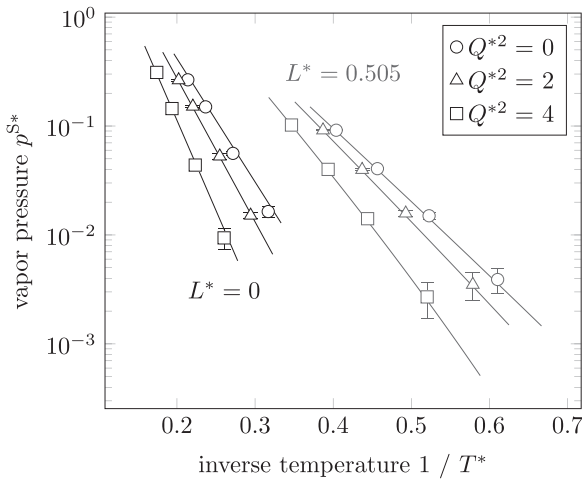 10⁰
10⁻¹
10⁻²
10⁻³
vapor pressure pˢ*
L* = 0.505
L* = 0
Q*² = 0
Q*² = 2
Q*² = 4
0.2 0.3 0.4 0.5 0.6 0.7
inverse temperature 1 / T*